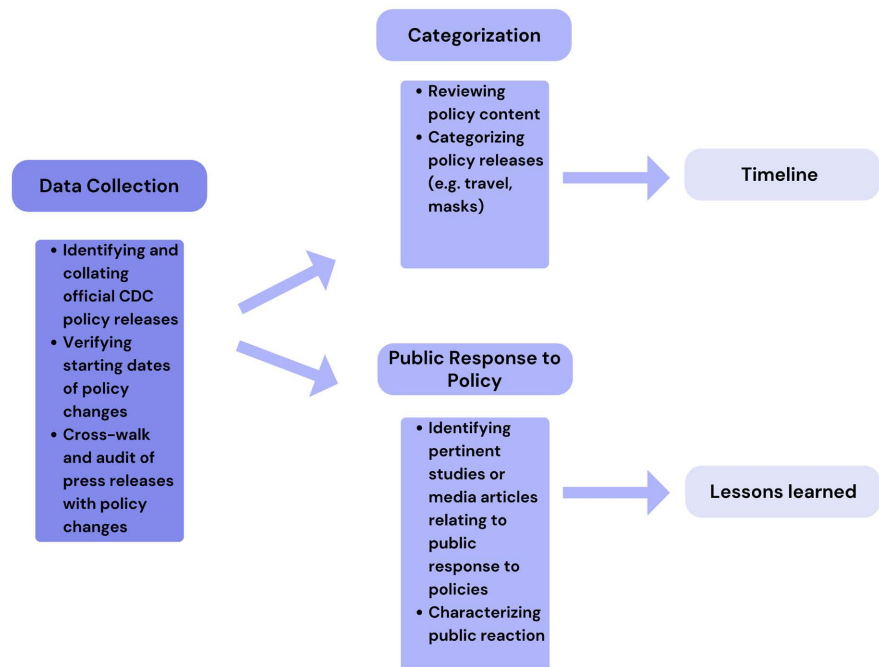 Data Collection
• Identifying and
collating
official CDC
policy releases
• Verifying
starting dates
of policy
changes
• Cross-walk
and audit of
press releases
with policy
changes
Categorization
• Reviewing
policy content
• Categorizing
policy releases
(e.g. travel,
masks)
Timeline
Public Response to
Policy
• Identifying
pertinent
studies or
media articles
relating to
public
response to
policies
• Characterizing
public reaction
Lessons learned